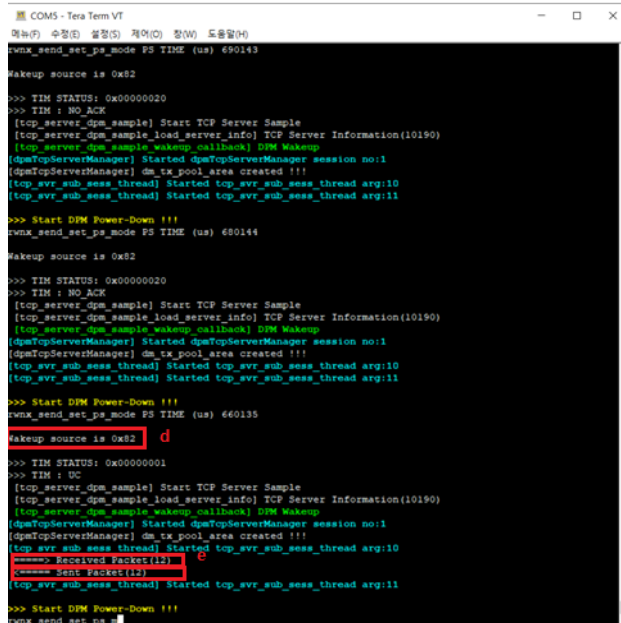 COM5 - Tera Term VT
메뉴(F) 수정(E) 설정(S) 제어(O) 창(W) 도움말(H)
rwnx_send_set_ps_mode PS TIME (us) 690143
Wakeup source is 0x82
>>> TIM STATUS: 0x00000020
>>> TIM : NO_ACK
[tcp_server_dpm_sample] Start TCP Server Sample
[tcp_server_dpm_sample_load_server_info] TCP Server Information(10190)
[tcp_server_dpm_sample_wakeup_callback] DPM Wakeup
[dpmTcpServerManager] Started dpmTcpServerManager session no:1
[dpmTcpServerManager] dm_tx_pool_area created !!!
[tcp_svr_sub_sess_thread] Started tcp_svr_sub_sess_thread arg:10
[tcp_svr_sub_sess_thread] Started tcp_svr_sub_sess_thread arg:11
>>> Start DPM Power-Down !!!
rwnx_send_set_ps_mode PS TIME (us) 680144
Wakeup source is 0x82
>>> TIM STATUS: 0x00000020
>>> TIM : NO_ACK
[tcp_server_dpm_sample] Start TCP Server Sample
[tcp_server_dpm_sample_load_server_info] TCP Server Information(10190)
[tcp_server_dpm_sample_wakeup_callback] DPM Wakeup
[dpmTcpServerManager] Started dpmTcpServerManager session no:1
[dpmTcpServerManager] dm_tx_pool_area created !!!
[tcp_svr_sub_sess_thread] Started tcp_svr_sub_sess_thread arg:10
[tcp_svr_sub_sess_thread] Started tcp_svr_sub_sess_thread arg:11
>>> Start DPM Power-Down !!!
rwnx_send_set_ps_mode PS TIME (us) 660135
Wakeup source is 0x82 d
>>> TIM STATUS: 0x00000001
>>> TIM : UC
[tcp_server_dpm_sample] Start TCP Server Sample
[tcp_server_dpm_sample_load_server_info] TCP Server Information(10190)
[tcp_server_dpm_sample_wakeup_callback] DPM Wakeup
[dpmTcpServerManager] Started dpmTcpServerManager session no:1
[dpmTcpServerManager] dm_tx_pool_area created !!!
[tcp_svr_sub_sess_thread] Started tcp_svr_sub_sess_thread arg:10
=====> Received Packet(12) e
<===== Sent Packet(12)
[tcp_svr_sub_sess_thread] Started tcp_svr_sub_sess_thread arg:11
>>> Start DPM Power-Down !!!
rwnx_send_set_ps_m